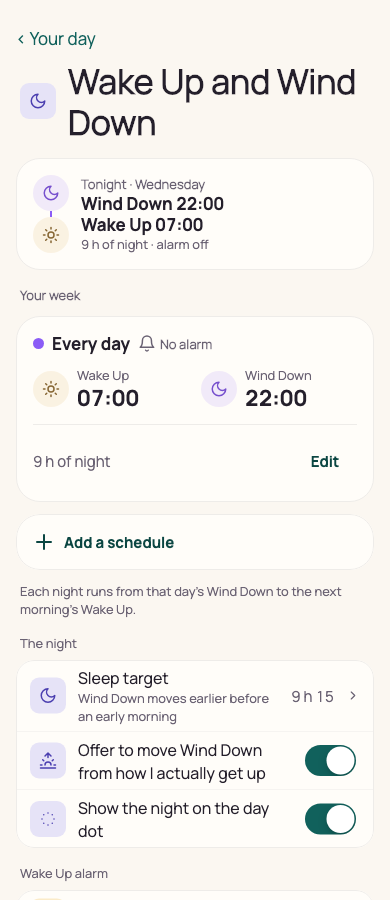 ‹ Your day
Wake Up and Wind
Down
Tonight · Wednesday
Wind Down 22:00
Wake Up 07:00
9 h of night · alarm off
Your week
Every day No alarm
Wake Up Wind Down
07:00 22:00
9 h of night Edit
+ Add a schedule
Each night runs from that day's Wind Down to the next
morning's Wake Up.
The night
Sleep target
Wind Down moves earlier before 9 h 15 ›
an early morning
Offer to move Wind Down
from how I actually get up
Show the night on the day
dot
Wake Up alarm